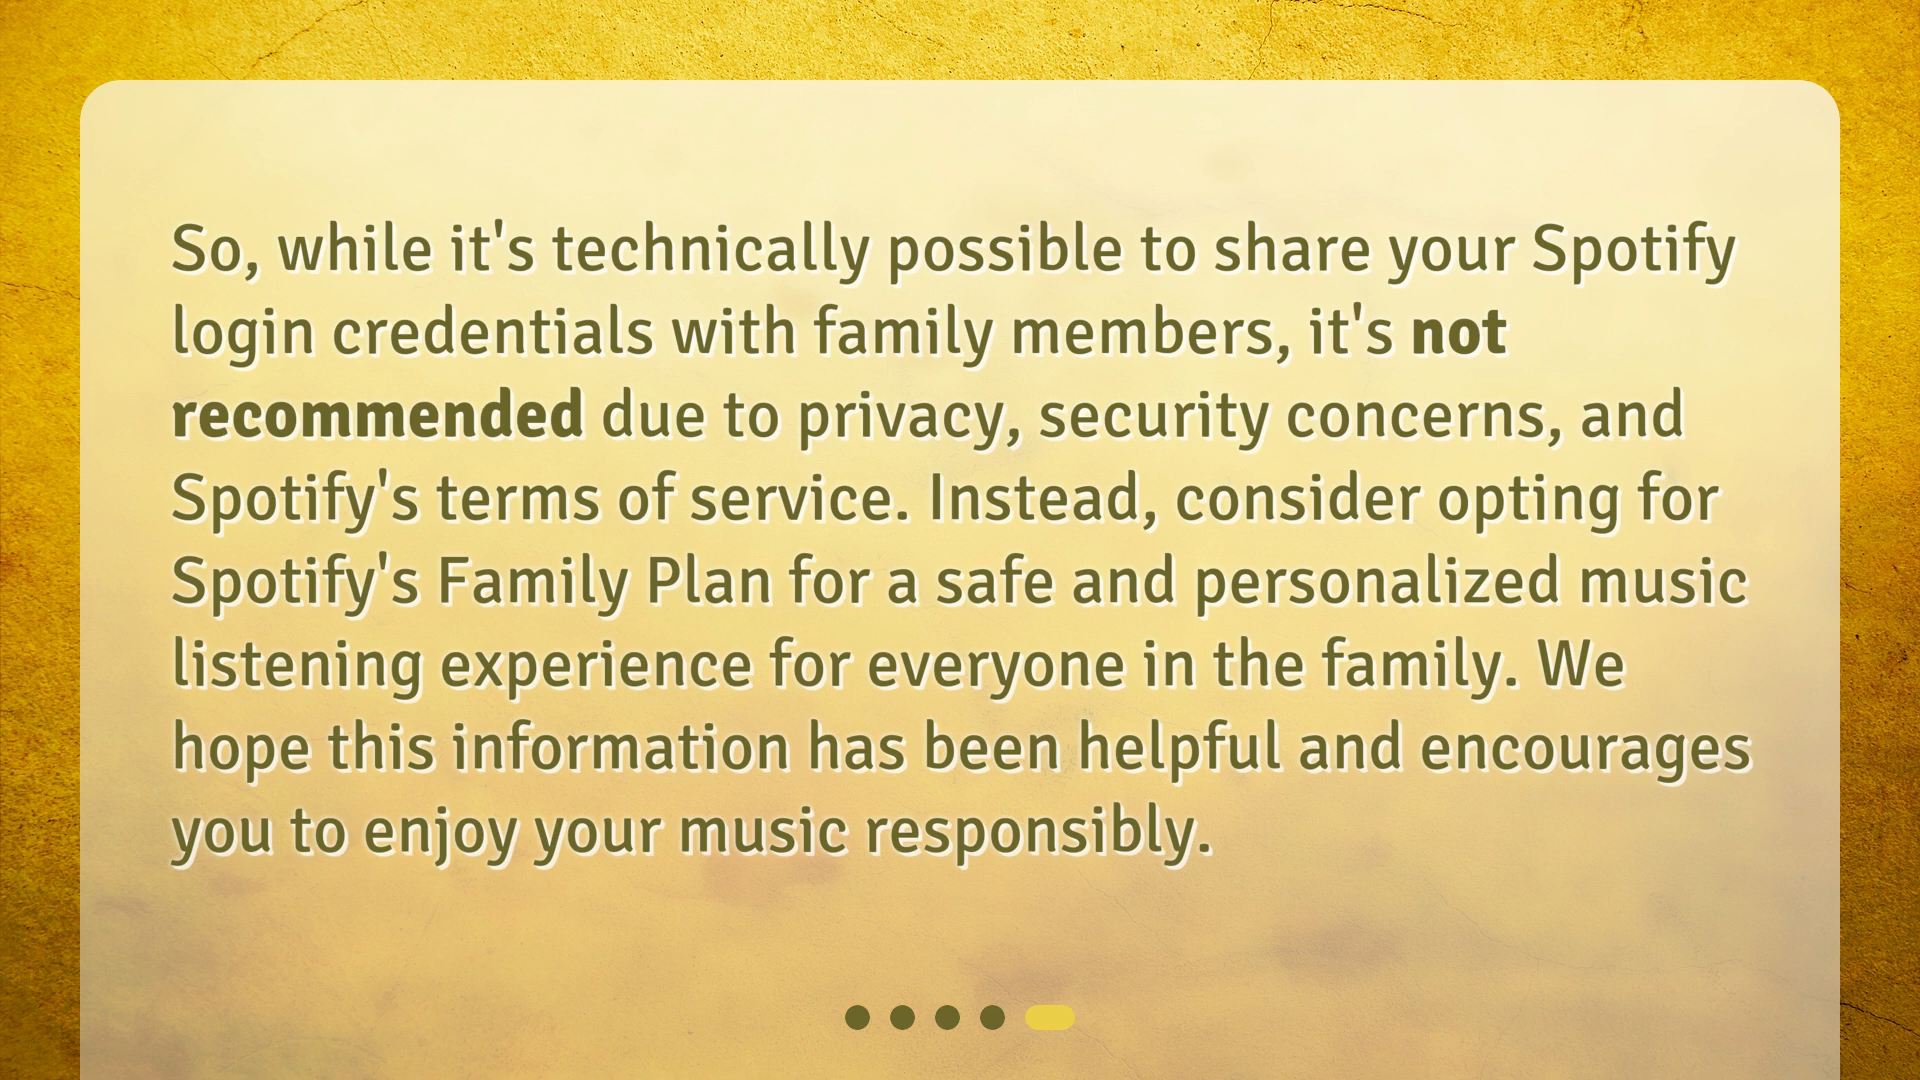 So, while it's technically possible to share your Spotify
login credentials with family members, it's not
recommended due to privacy, security concerns, and
Spotify's terms of service. Instead, consider opting for
Spotify's Family Plan for a safe and personalized music
listening experience for everyone in the family. We
hope this information has been helpful and encourages
you to enjoy your music responsibly.